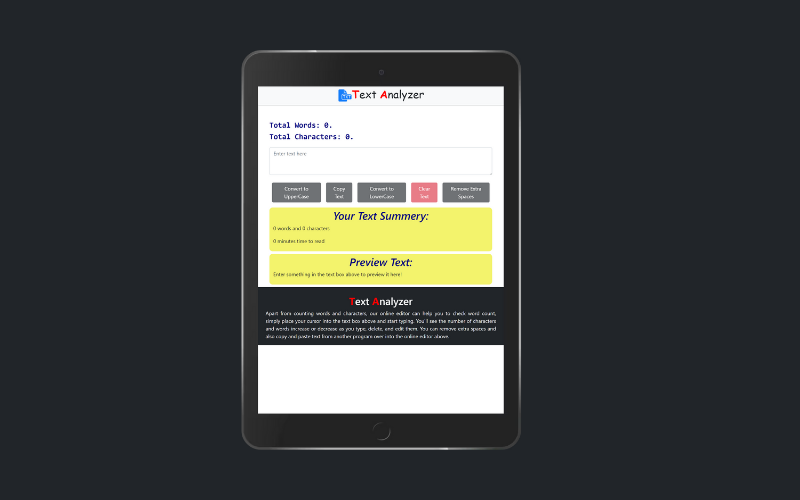 Text Analyzer
Total Words: 0.
Total Characters: 0.
Enter text here
Convert to
UpperCase
Copy
Text
Convert to
LowerCase
Clear
Text
Remove Extra
Spaces
Your Text Summery:
0 words and 0 characters
0 minutes time to read
Preview Text:
Enter something in the text box above to preview it here!
Text Analyzer
Apart from counting words and characters, our online editor can help you to check word count,
simply place your cursor into the text box above and start typing. You'll see the number of characters
and words increase or decrease as you type, delete, and edit them. You can remove extra spaces and
also copy and paste text from another program over into the online editor above.